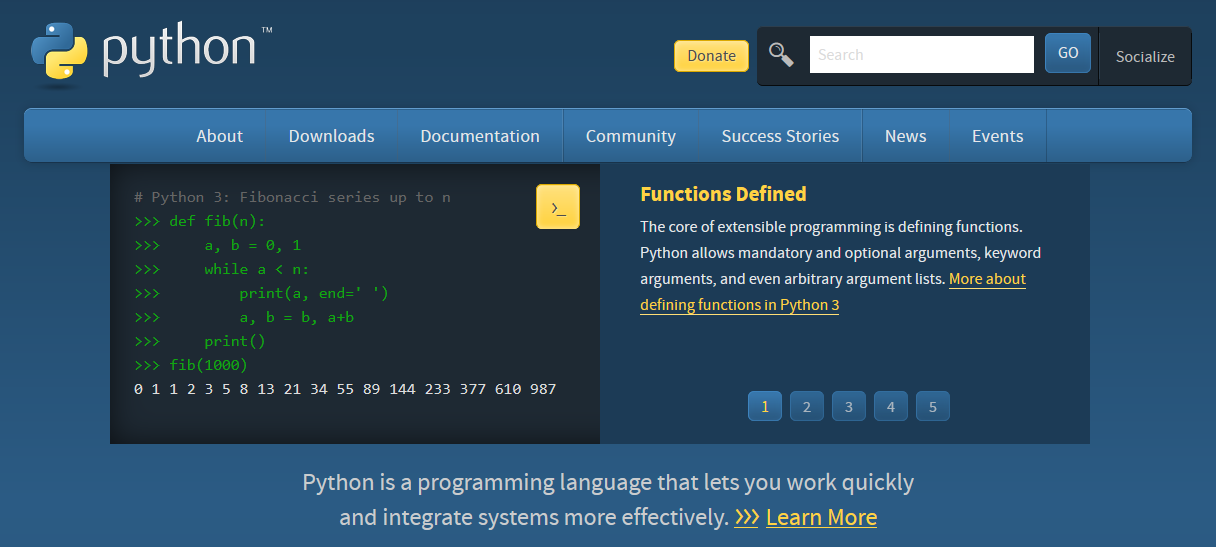 python™
Donate
Search
GO
Socialize
About
Downloads
Documentation
Community
Success Stories
News
Events
# Python 3: Fibonacci series up to n
>>> def fib(n):
>>>     a, b = 0, 1
>>>     while a < n:
>>>         print(a, end=' ')
>>>         a, b = b, a+b
>>>     print()
>>> fib(1000)
0 1 1 2 3 5 8 13 21 34 55 89 144 233 377 610 987
>_
Functions Defined
The core of extensible programming is defining functions.
Python allows mandatory and optional arguments, keyword
arguments, and even arbitrary argument lists. More about
defining functions in Python 3
1
2
3
4
5
Python is a programming language that lets you work quickly
and integrate systems more effectively. >>> Learn More